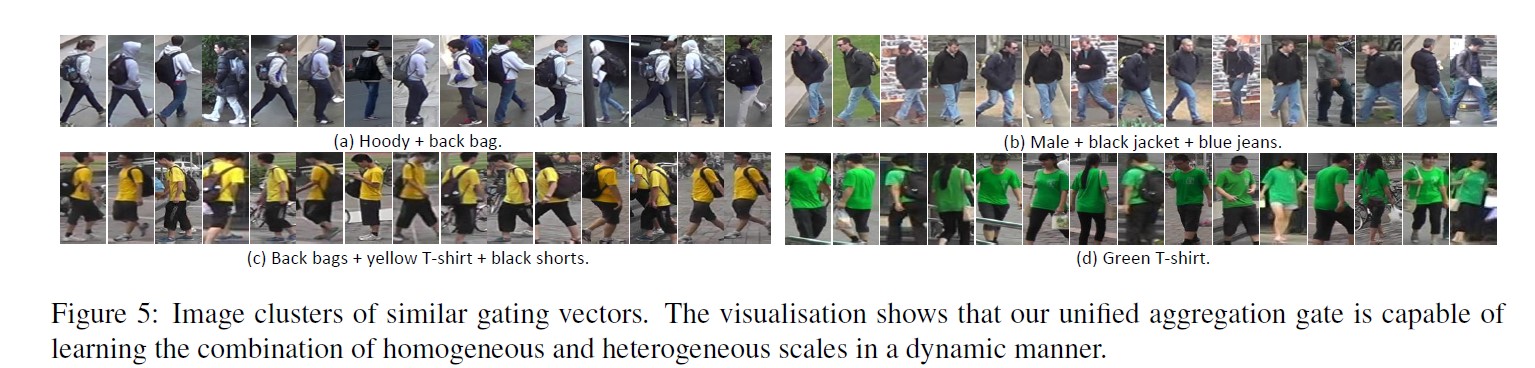 (a) Hoody + back bag.
(b) Male + black jacket + blue jeans.
(c) Back bags + yellow T-shirt + black shorts.
(d) Green T-shirt.
Figure 5: Image clusters of similar gating vectors. The visualisation shows that our unified aggregation gate is capable of
learning the combination of homogeneous and heterogeneous scales in a dynamic manner.